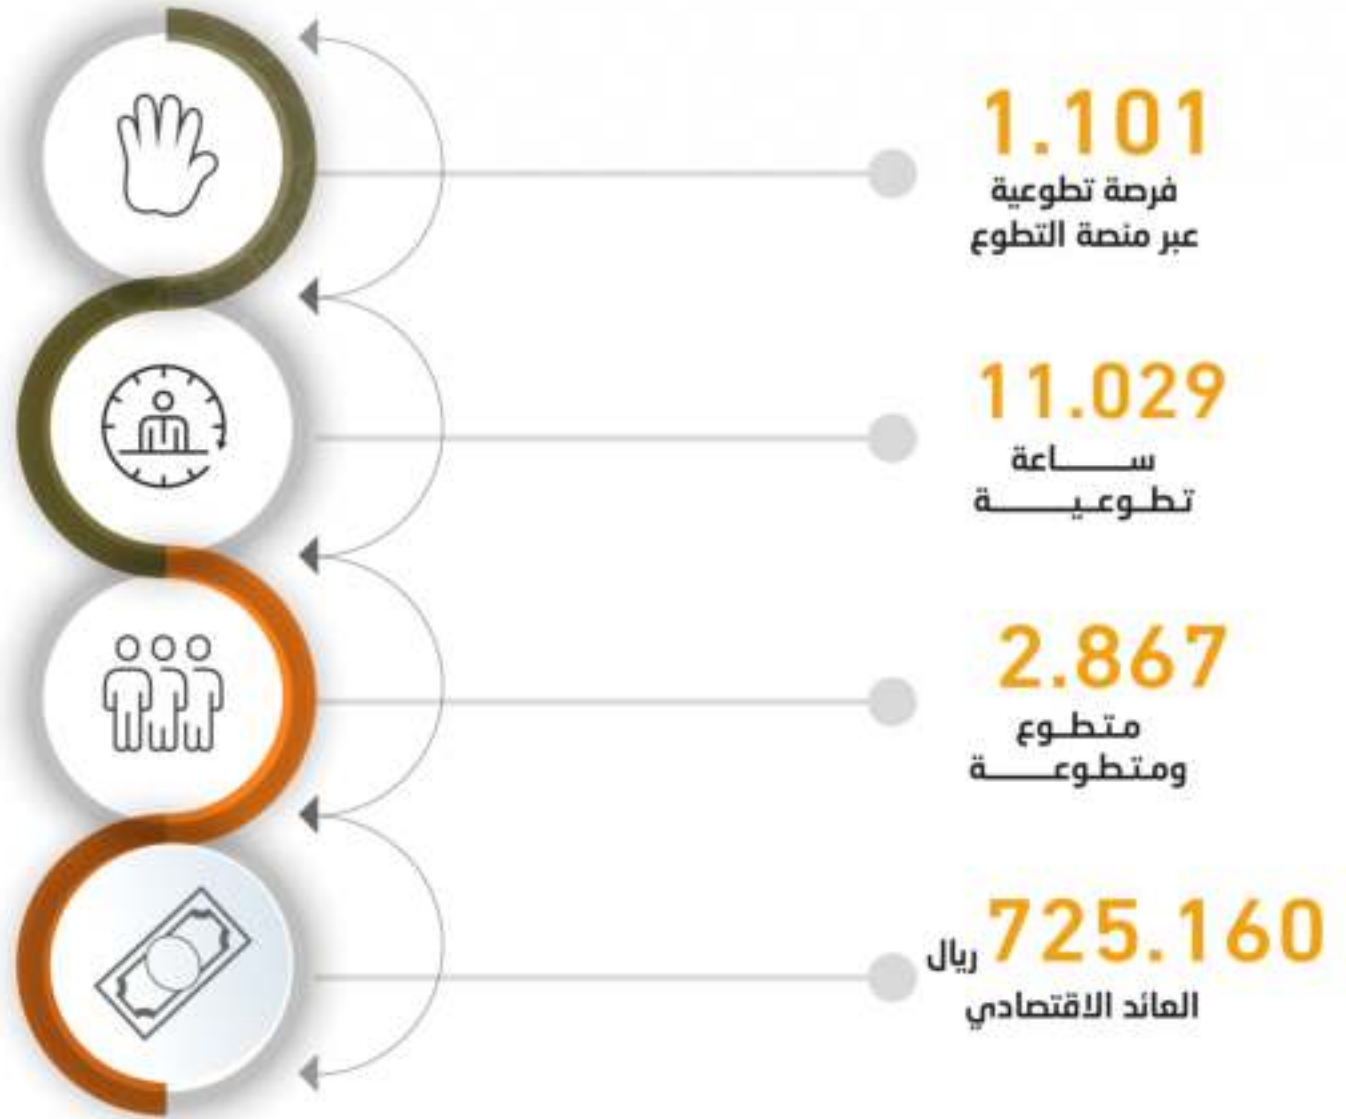 1.101
فرصة تطوعية
عبر منصة التطوع
11.029
ساعة
تطوعية
2.867
متطوع
ومتطوعة
725.160 ريال
العائد الاقتصادي